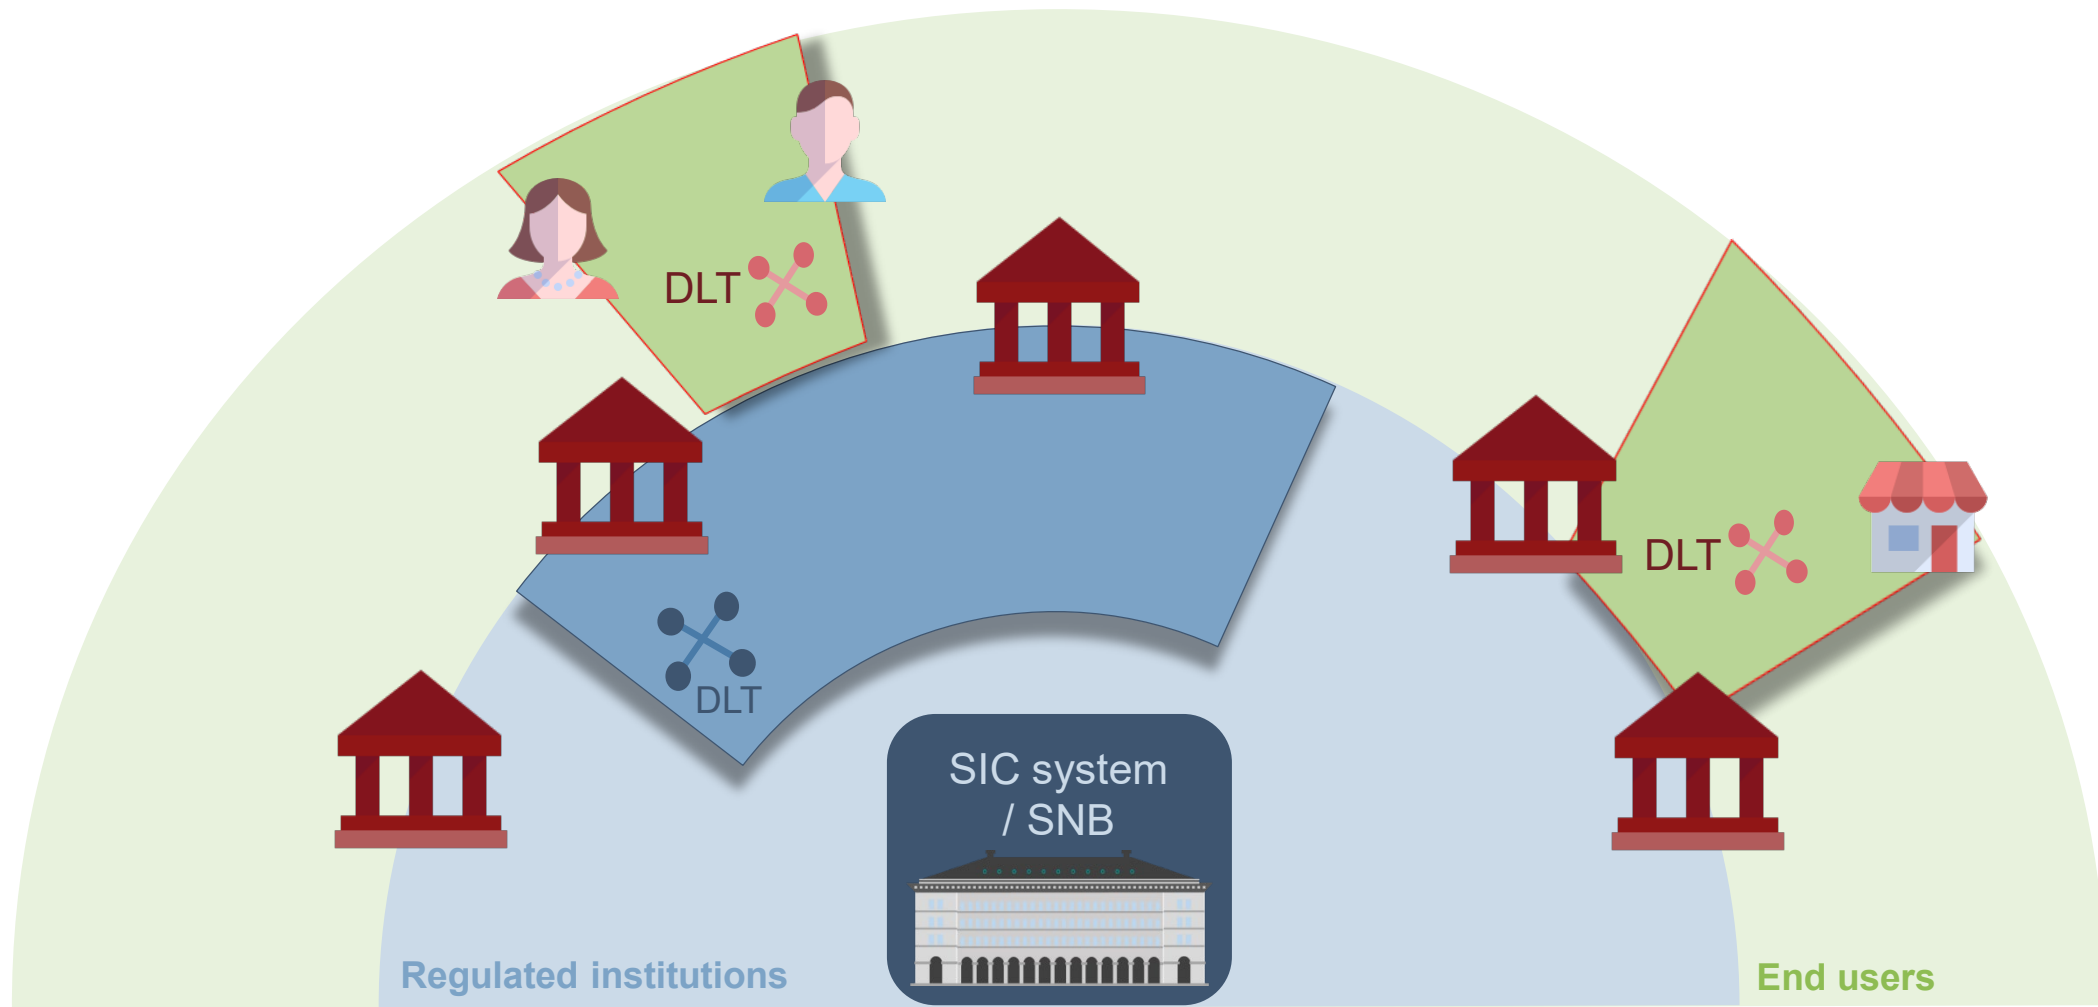 DLT
DLT
DLT
SIC system
/ SNB
Regulated institutions
End users